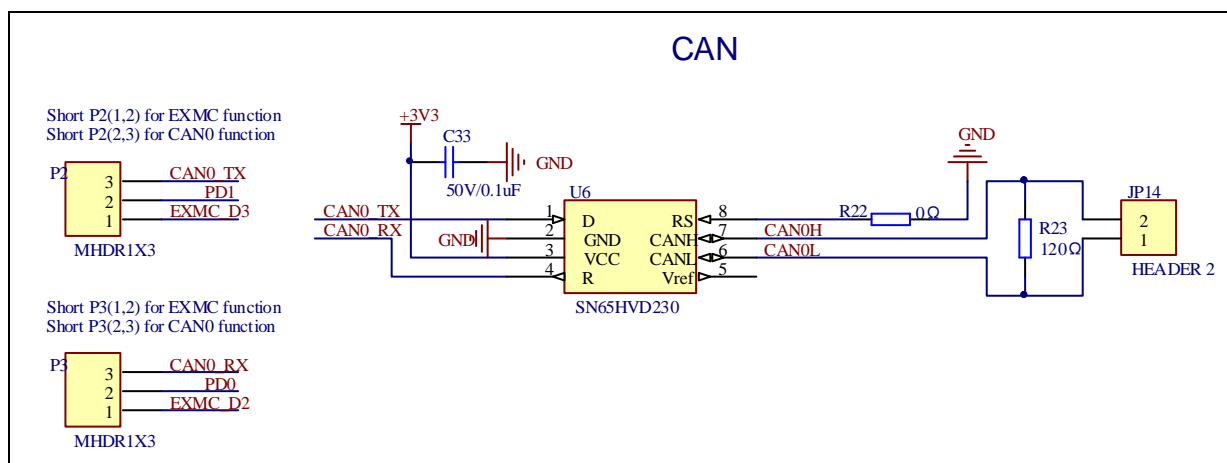 CAN
Short P2(1,2) for EXMC function
Short P2(2,3) for CAN0 function
P2
3
CAN0_TX
2
PD1
1
EXMC_D3
MHDR1X3
Short P3(1,2) for EXMC function
Short P3(2,3) for CAN0 function
P3
3
CAN0_RX
2
PD0
1
EXMC_D2
MHDR1X3
+3V3
C33
GND
50V/0.1uF
U6
CAN0_TX
1
D
CAN0_RX
GND
2
GND
3
VCC
4
R
RS
8
CANH
7
CANL
6
Vref
5
SN65HVD230
R22
0Ω
GND
CAN0H
CAN0L
R23
120Ω
JP14
2
1
HEADER 2